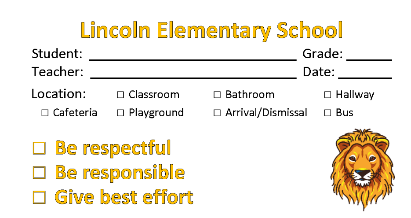 Lincoln Elementary School
Student: Grade:
Teacher: Date:
Location: □ Classroom □ Bathroom □ Hallway
□ Cafeteria □ Playground □ Arrival/Dismissal □ Bus
□ Be respectful
□ Be responsible
□ Give best effort